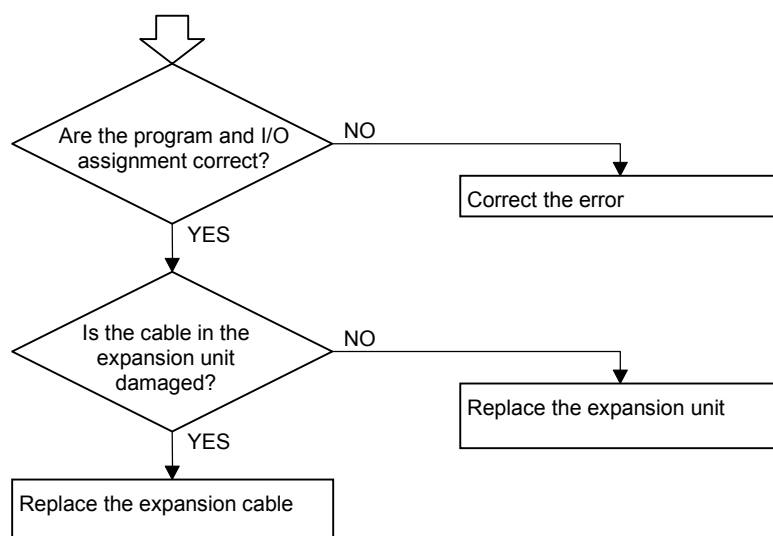 Are the program and I/O
assignment correct?
NO
Correct the error
YES
Is the cable in the
expansion unit
damaged?
NO
Replace the expansion unit
YES
Replace the expansion cable